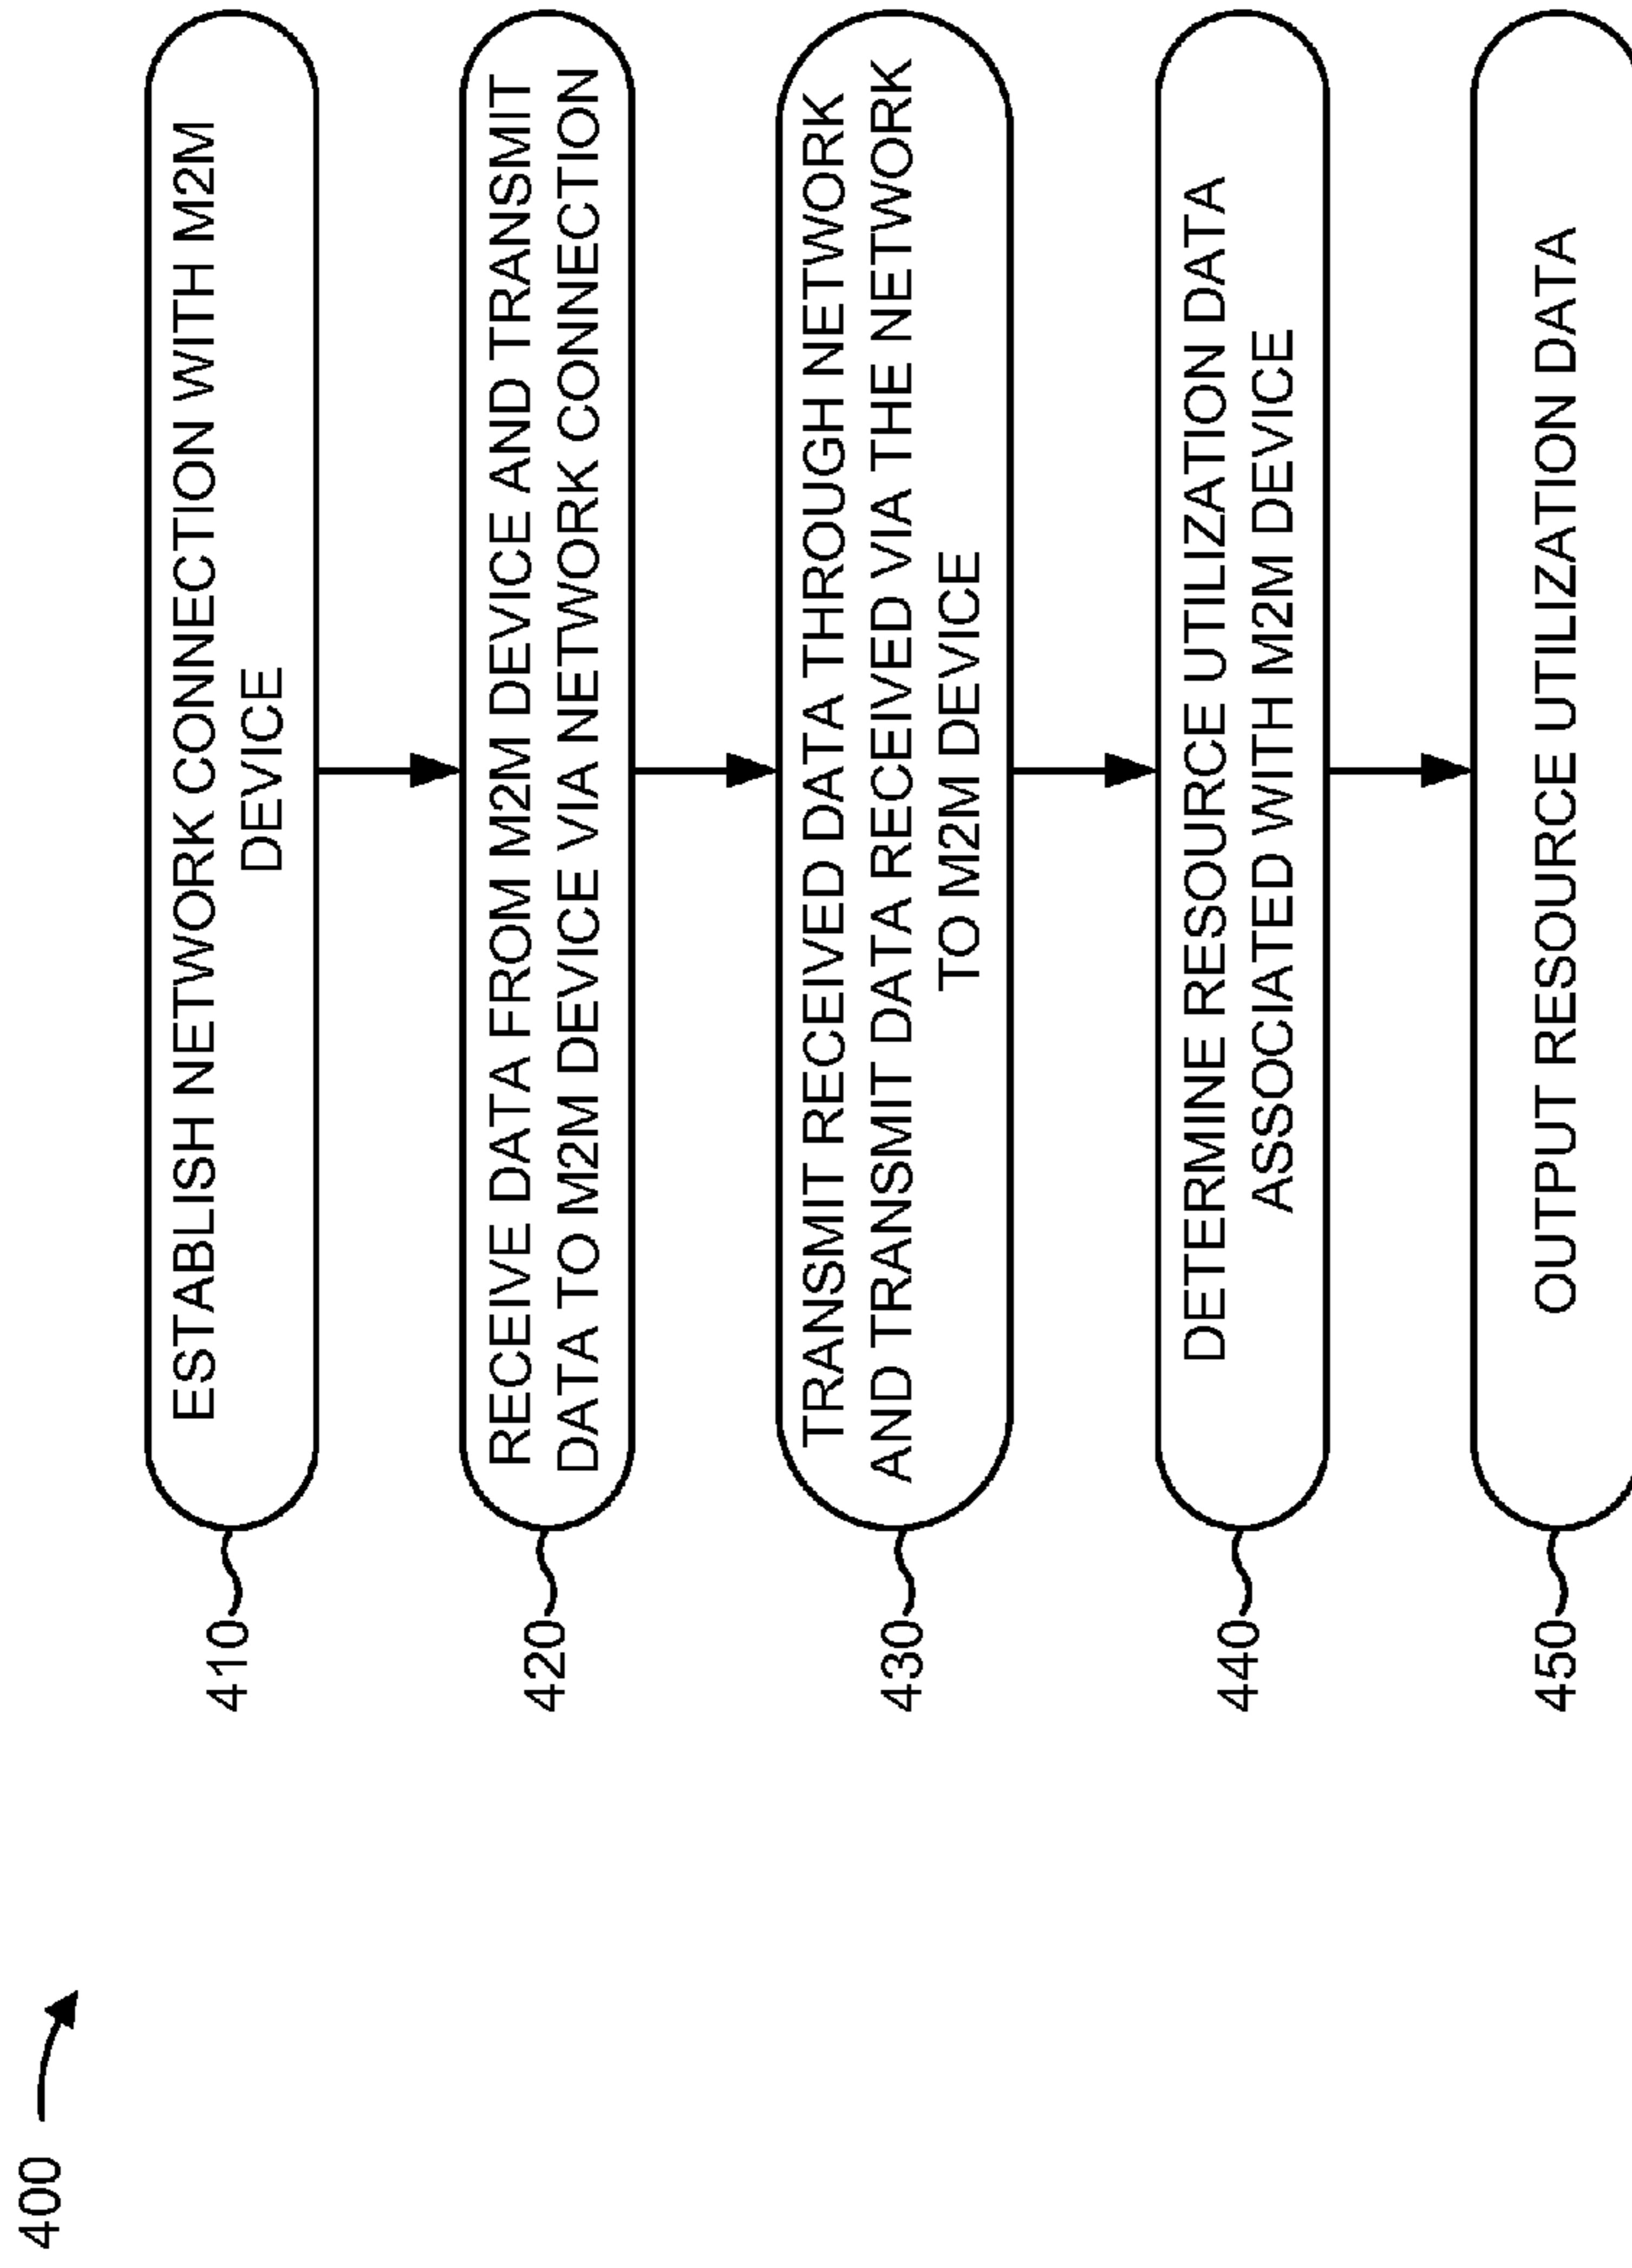 400
410
ESTABLISH NETWORK CONNECTION WITH M2M
DEVICE
420
RECEIVE DATA FROM M2M DEVICE AND TRANSMIT
DATA TO M2M DEVICE VIA NETWORK CONNECTION
430
TRANSMIT RECEIVED DATA THROUGH NETWORK
AND TRANSMIT DATA RECEIVED VIA THE NETWORK
TO M2M DEVICE
440
DETERMINE RESOURCE UTILIZATION DATA
ASSOCIATED WITH M2M DEVICE
450
OUTPUT RESOURCE UTILIZATION DATA